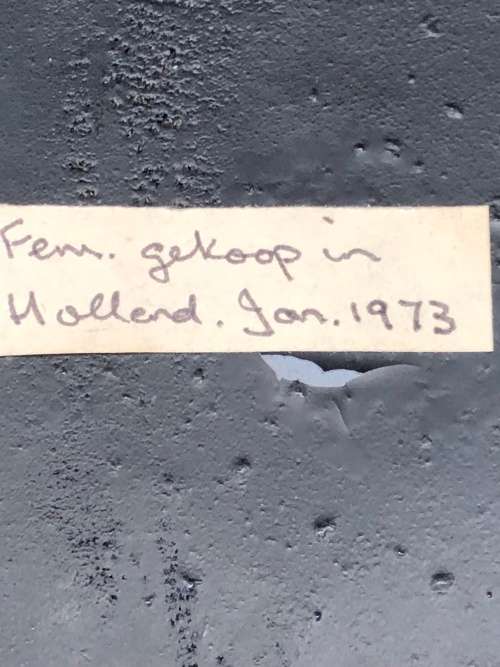 Fem. gekoop in
Holland. Jan. 1973